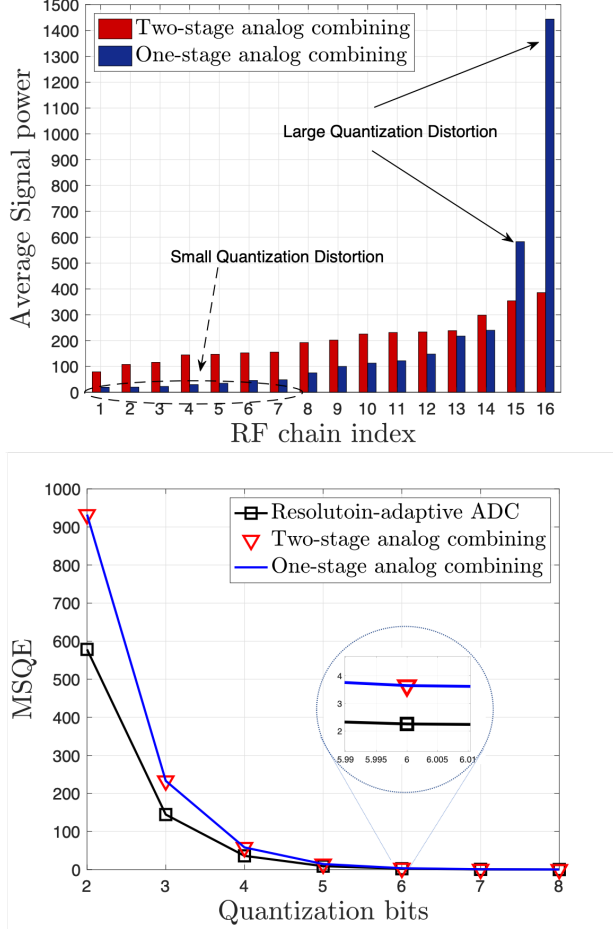 1500
1400
1300
1200
1100
1000
900
800
700
600
500
400
300
200
100
0
Average Signal power
Two-stage analog combining
One-stage analog combining
Large Quantization Distortion
Small Quantization Distortion
1 2 3 4 5 6 7 8 9 10 11 12 13 14 15 16
RF chain index
1000
900
800
700
600
500
400
300
200
100
0
MSQE
Resolutoin-adaptive ADC
Two-stage analog combining
One-stage analog combining
4
3
2
5.99 5.995 6 6.005 6.01
2 3 4 5 6 7 8
Quantization bits